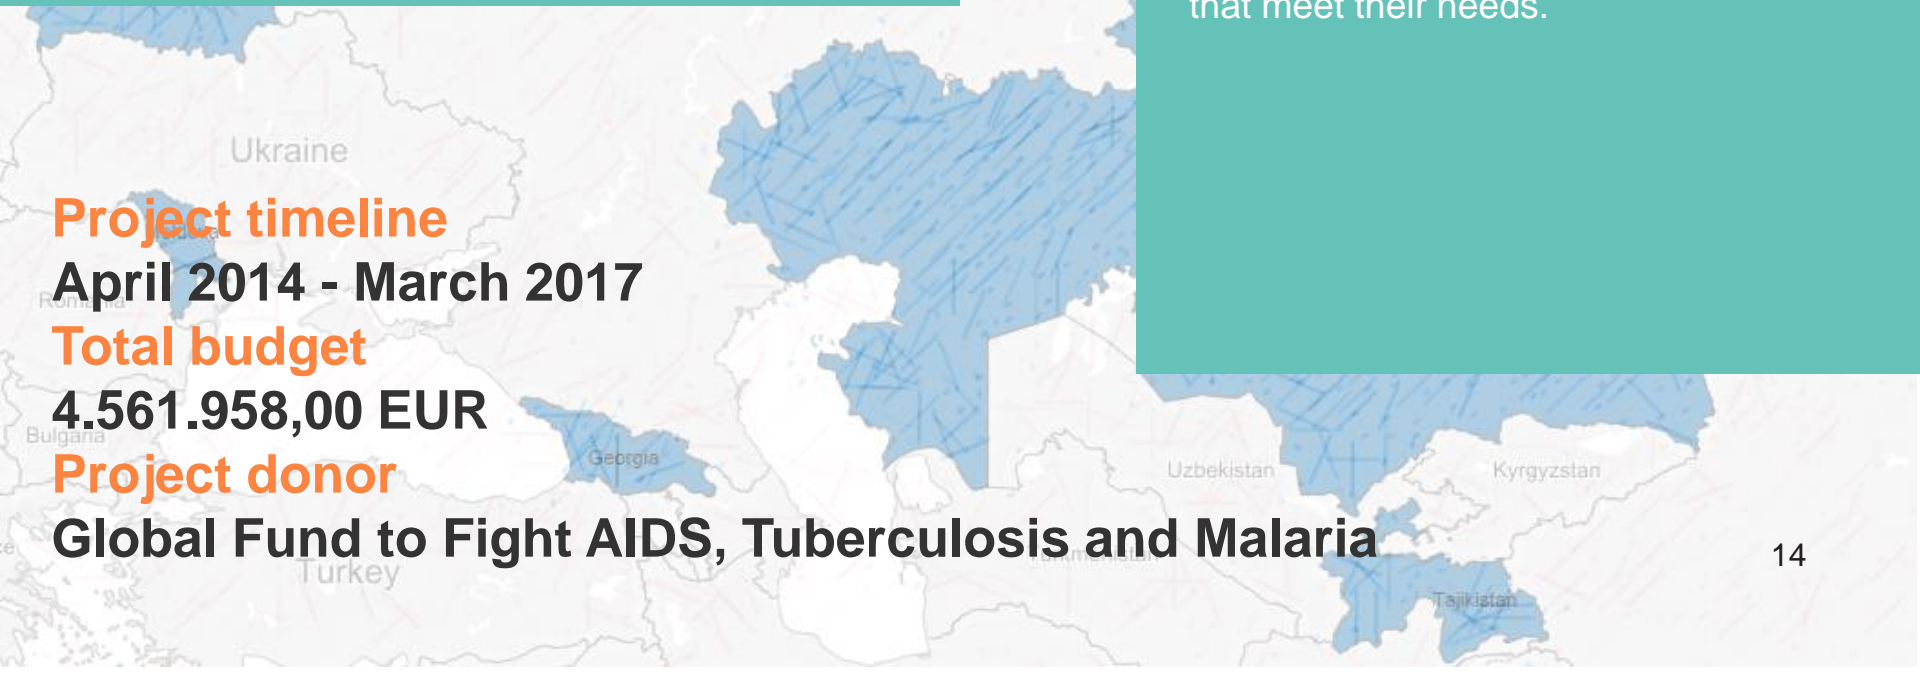 that meet their needs.
Ukraine
Project timeline
April 2014 - March 2017
Romania
Total budget
4.561.958,00 EUR
Bulgaria
Georgia
Uzbekistan
Kyrgyzstan
Project donor
Global Fund to Fight AIDS, Tuberculosis and Malaria
14
Turkey
Tajikistan